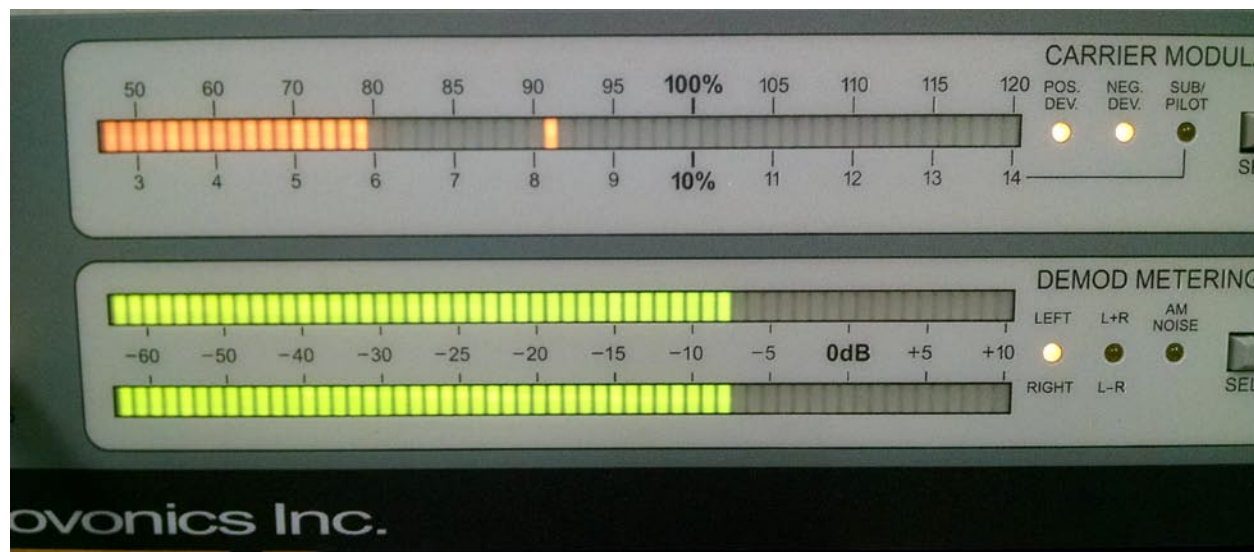 CARRIER MODUL
50 60 70 80 85 90 95 100% 105 110 115 120
POS. DEV. NEG. DEV. SUB/ PILOT
3 4 5 6 7 8 9 10% 11 12 13 14
DEMOD METERING
LEFT L+R AM NOISE
-60 -50 -40 -30 -25 -20 -15 -10 -5 0dB +5 +10
RIGHT L-R
SEL
ovonics Inc.